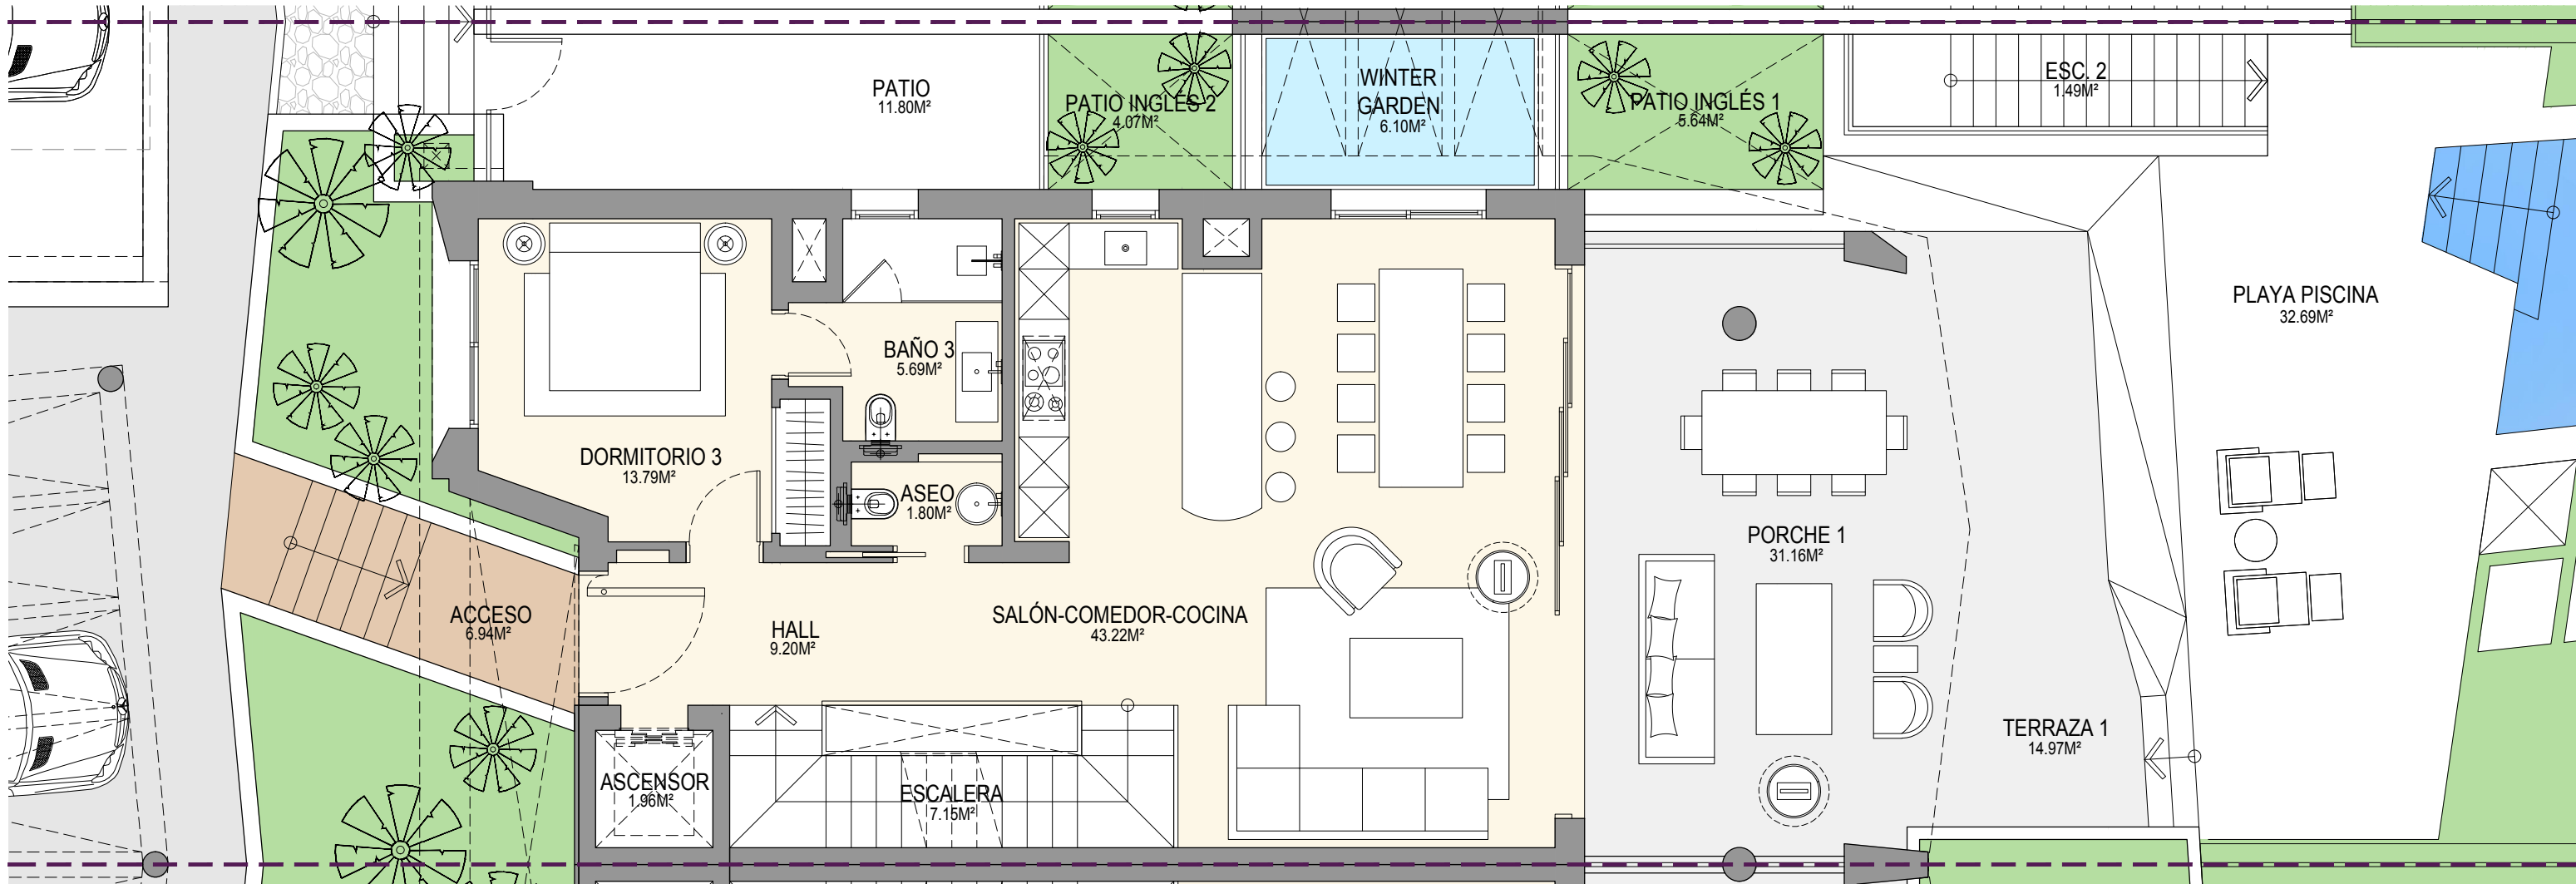 PATIO
11.80M²
PATIO INGLÉS 2
4.07M²
WINTER
GARDEN
6.10M²
PATIO INGLÉS 1
5.64M²
ESC. 2
1.49M²
PLAYA PISCINA
32.69M²
BAÑO 3
5.69M²
DORMITORIO 3
13.79M²
ASEO
1.80M²
PORCHE 1
31.16M²
ACCESO
6.94M²
HALL
9.20M²
SALÓN-COMEDOR-COCINA
43.22M²
TERRAZA 1
14.97M²
ASCENSOR
1.96M²
ESCALERA
7.15M²